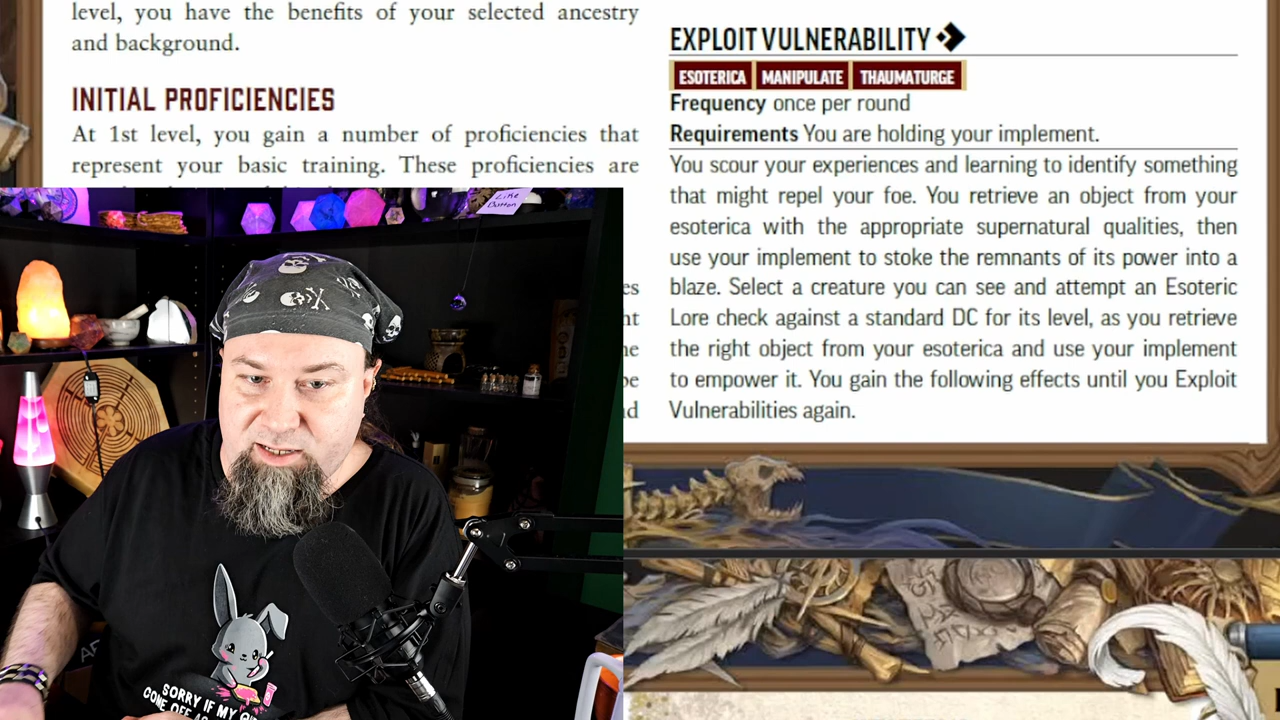 level, you have the benefits of your selected ancestry
and background.
INITIAL PROFICIENCIES
At 1st level, you gain a number of proficiencies that
represent your basic training. These proficiencies are
EXPLOIT VULNERABILITY
ESOTERICA MANIPULATE THAUMATURGE
Frequency once per round
Requirements You are holding your implement.
You scour your experiences and learning to identify something
that might repel your foe. You retrieve an object from your
esoterica with the appropriate supernatural qualities, then
use your implement to stoke the remnants of its power into a
blaze. Select a creature you can see and attempt an Esoteric
Lore check against a standard DC for its level, as you retrieve
the right object from your esoterica and use your implement
to empower it. You gain the following effects until you Exploit
Vulnerabilities again.
Like
Button
SORRY IF MY
COME OFF